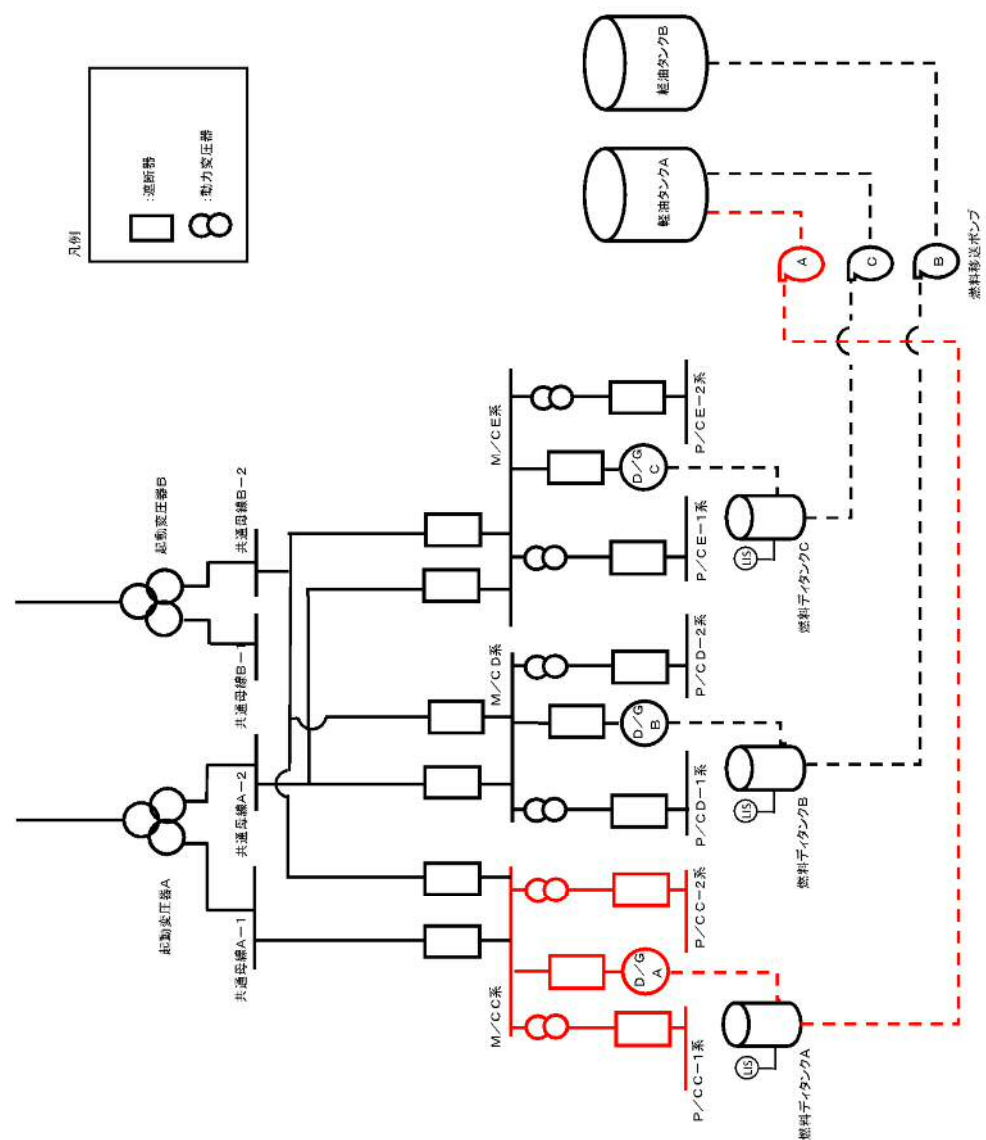 凡例
:遮断器
:動力変圧器
起動変圧器A
起動変圧器B
共通母線A-1
共通母線A-2
共通母線B-1
共通母線B-2
M/CC系
M/CD系
M/CE系
D/G
A
D/G
B
D/G
C
P/CC-1系
P/CC-2系
P/CD-1系
P/CD-2系
P/CE-1系
P/CE-2系
LIS
LIS
LIS
燃料ディタンクA
燃料ディタンクB
燃料ディタンクC
軽油タンクA
軽油タンクB
A
C
B
燃料移送ポンプ